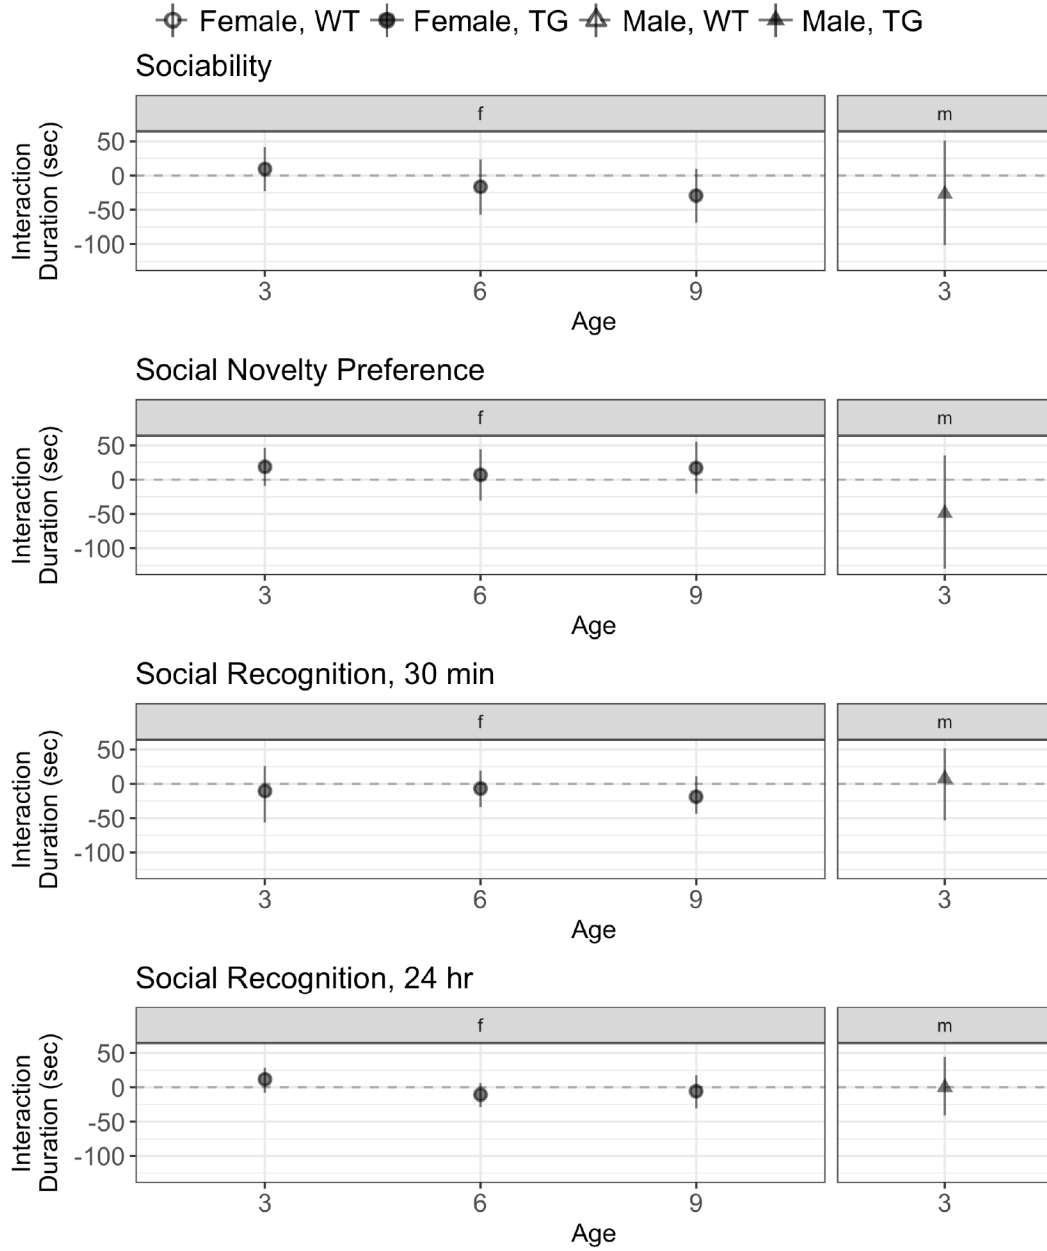 Female, WT Female, TG Male, WT Male, TG
Sociability
f m
Interaction
Duration (sec)
50
0
-50
-100
3 6 9 3
Age
Social Novelty Preference
f m
Interaction
Duration (sec)
50
0
-50
-100
3 6 9 3
Age
Social Recognition, 30 min
f m
Interaction
Duration (sec)
50
0
-50
-100
3 6 9 3
Age
Social Recognition, 24 hr
f m
Interaction
Duration (sec)
50
0
-50
-100
3 6 9 3
Age